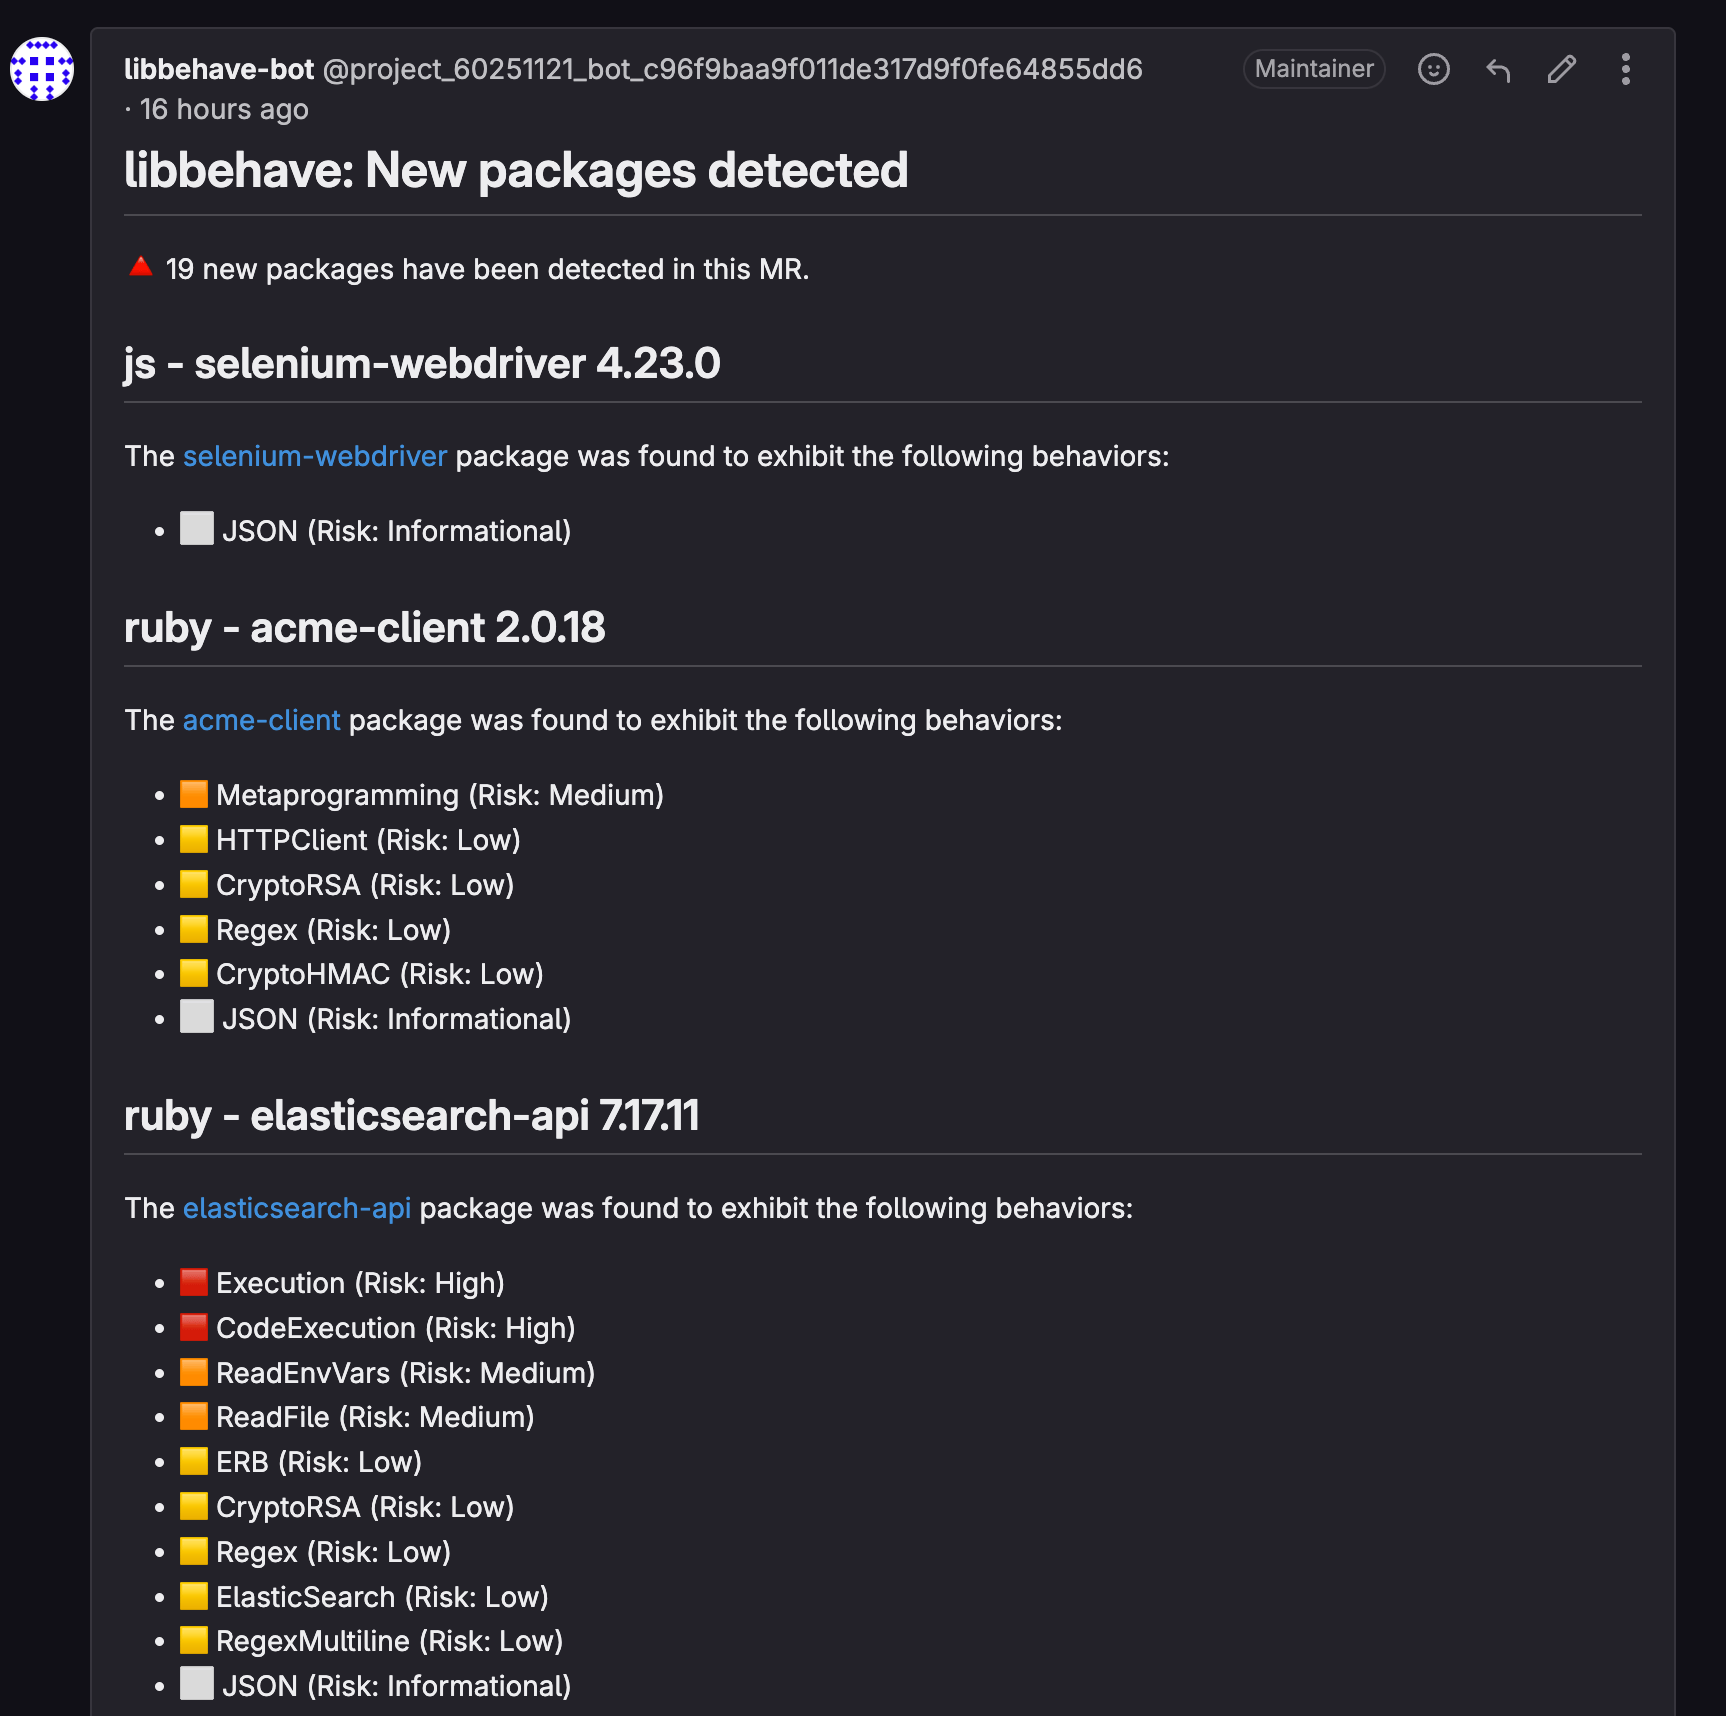 libbehave-bot @project_60251121_bot_c96f9baa9f011de317d9f0fe64855dd6 Maintainer
· 16 hours ago
libbehave: New packages detected
🔺 19 new packages have been detected in this MR.
js - selenium-webdriver 4.23.0
The selenium-webdriver package was found to exhibit the following behaviors:
• ⬜ JSON (Risk: Informational)
ruby - acme-client 2.0.18
The acme-client package was found to exhibit the following behaviors:
• 🟧 Metaprogramming (Risk: Medium)
• 🟨 HTTPClient (Risk: Low)
• 🟨 CryptoRSA (Risk: Low)
• 🟨 Regex (Risk: Low)
• 🟨 CryptoHMAC (Risk: Low)
• ⬜ JSON (Risk: Informational)
ruby - elasticsearch-api 7.17.11
The elasticsearch-api package was found to exhibit the following behaviors:
• 🟥 Execution (Risk: High)
• 🟥 CodeExecution (Risk: High)
• 🟧 ReadEnvVars (Risk: Medium)
• 🟧 ReadFile (Risk: Medium)
• 🟨 ERB (Risk: Low)
• 🟨 CryptoRSA (Risk: Low)
• 🟨 Regex (Risk: Low)
• 🟨 ElasticSearch (Risk: Low)
• 🟨 RegexMultiline (Risk: Low)
• ⬜ JSON (Risk: Informational)